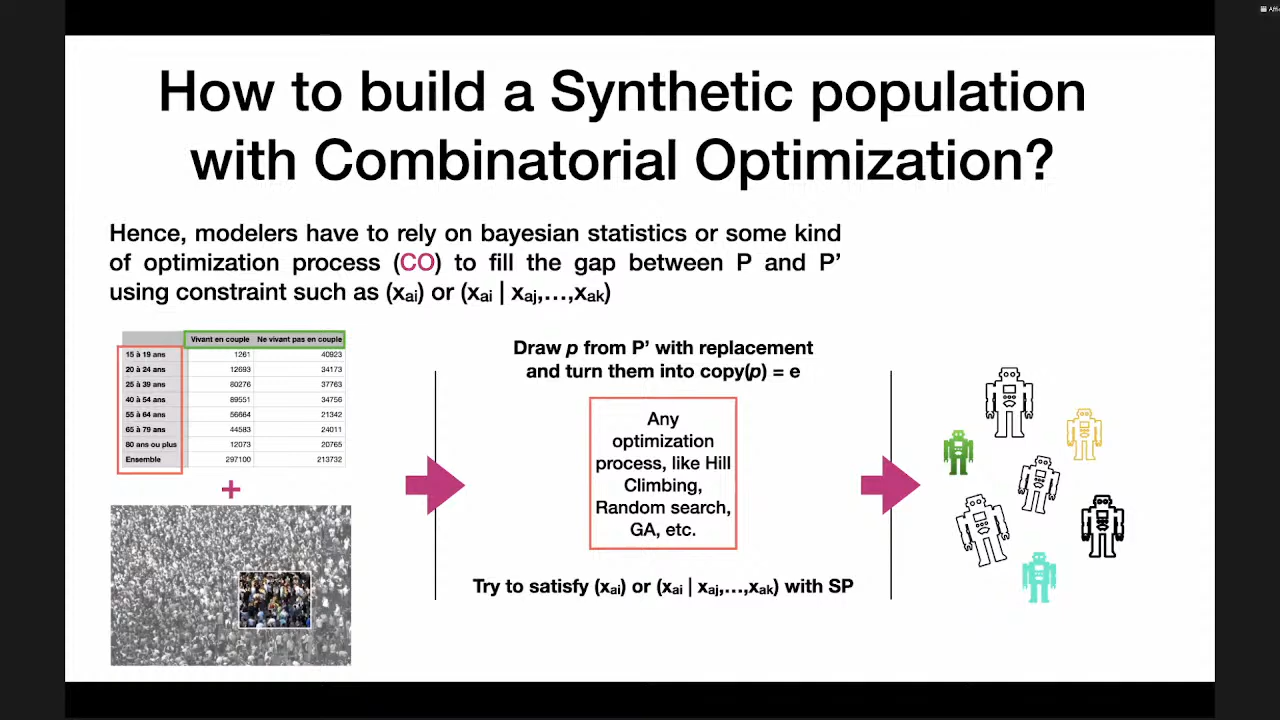 How to build a Synthetic population
with Combinatorial Optimization?
Hence, modelers have to rely on bayesian statistics or some kind
of optimization process (CO) to fill the gap between P and P’
using constraint such as (xai) or (xai | xaj,…,xak)
Vivant en couple Ne vivant pas en couple
15 à 19 ans 1261 40923
20 à 24 ans 12693 34173
25 à 39 ans 80276 37763
40 à 54 ans 89551 34756
55 à 64 ans 56664 21342
65 à 79 ans 44583 24011
80 ans ou plus 12073 20765
Ensemble 297100 213732
+
Draw p from P’ with replacement
and turn them into copy(p) = e
Any
optimization
process, like Hill
Climbing,
Random search,
GA, etc.
Try to satisfy (xai) or (xai | xaj,…,xak) with SP